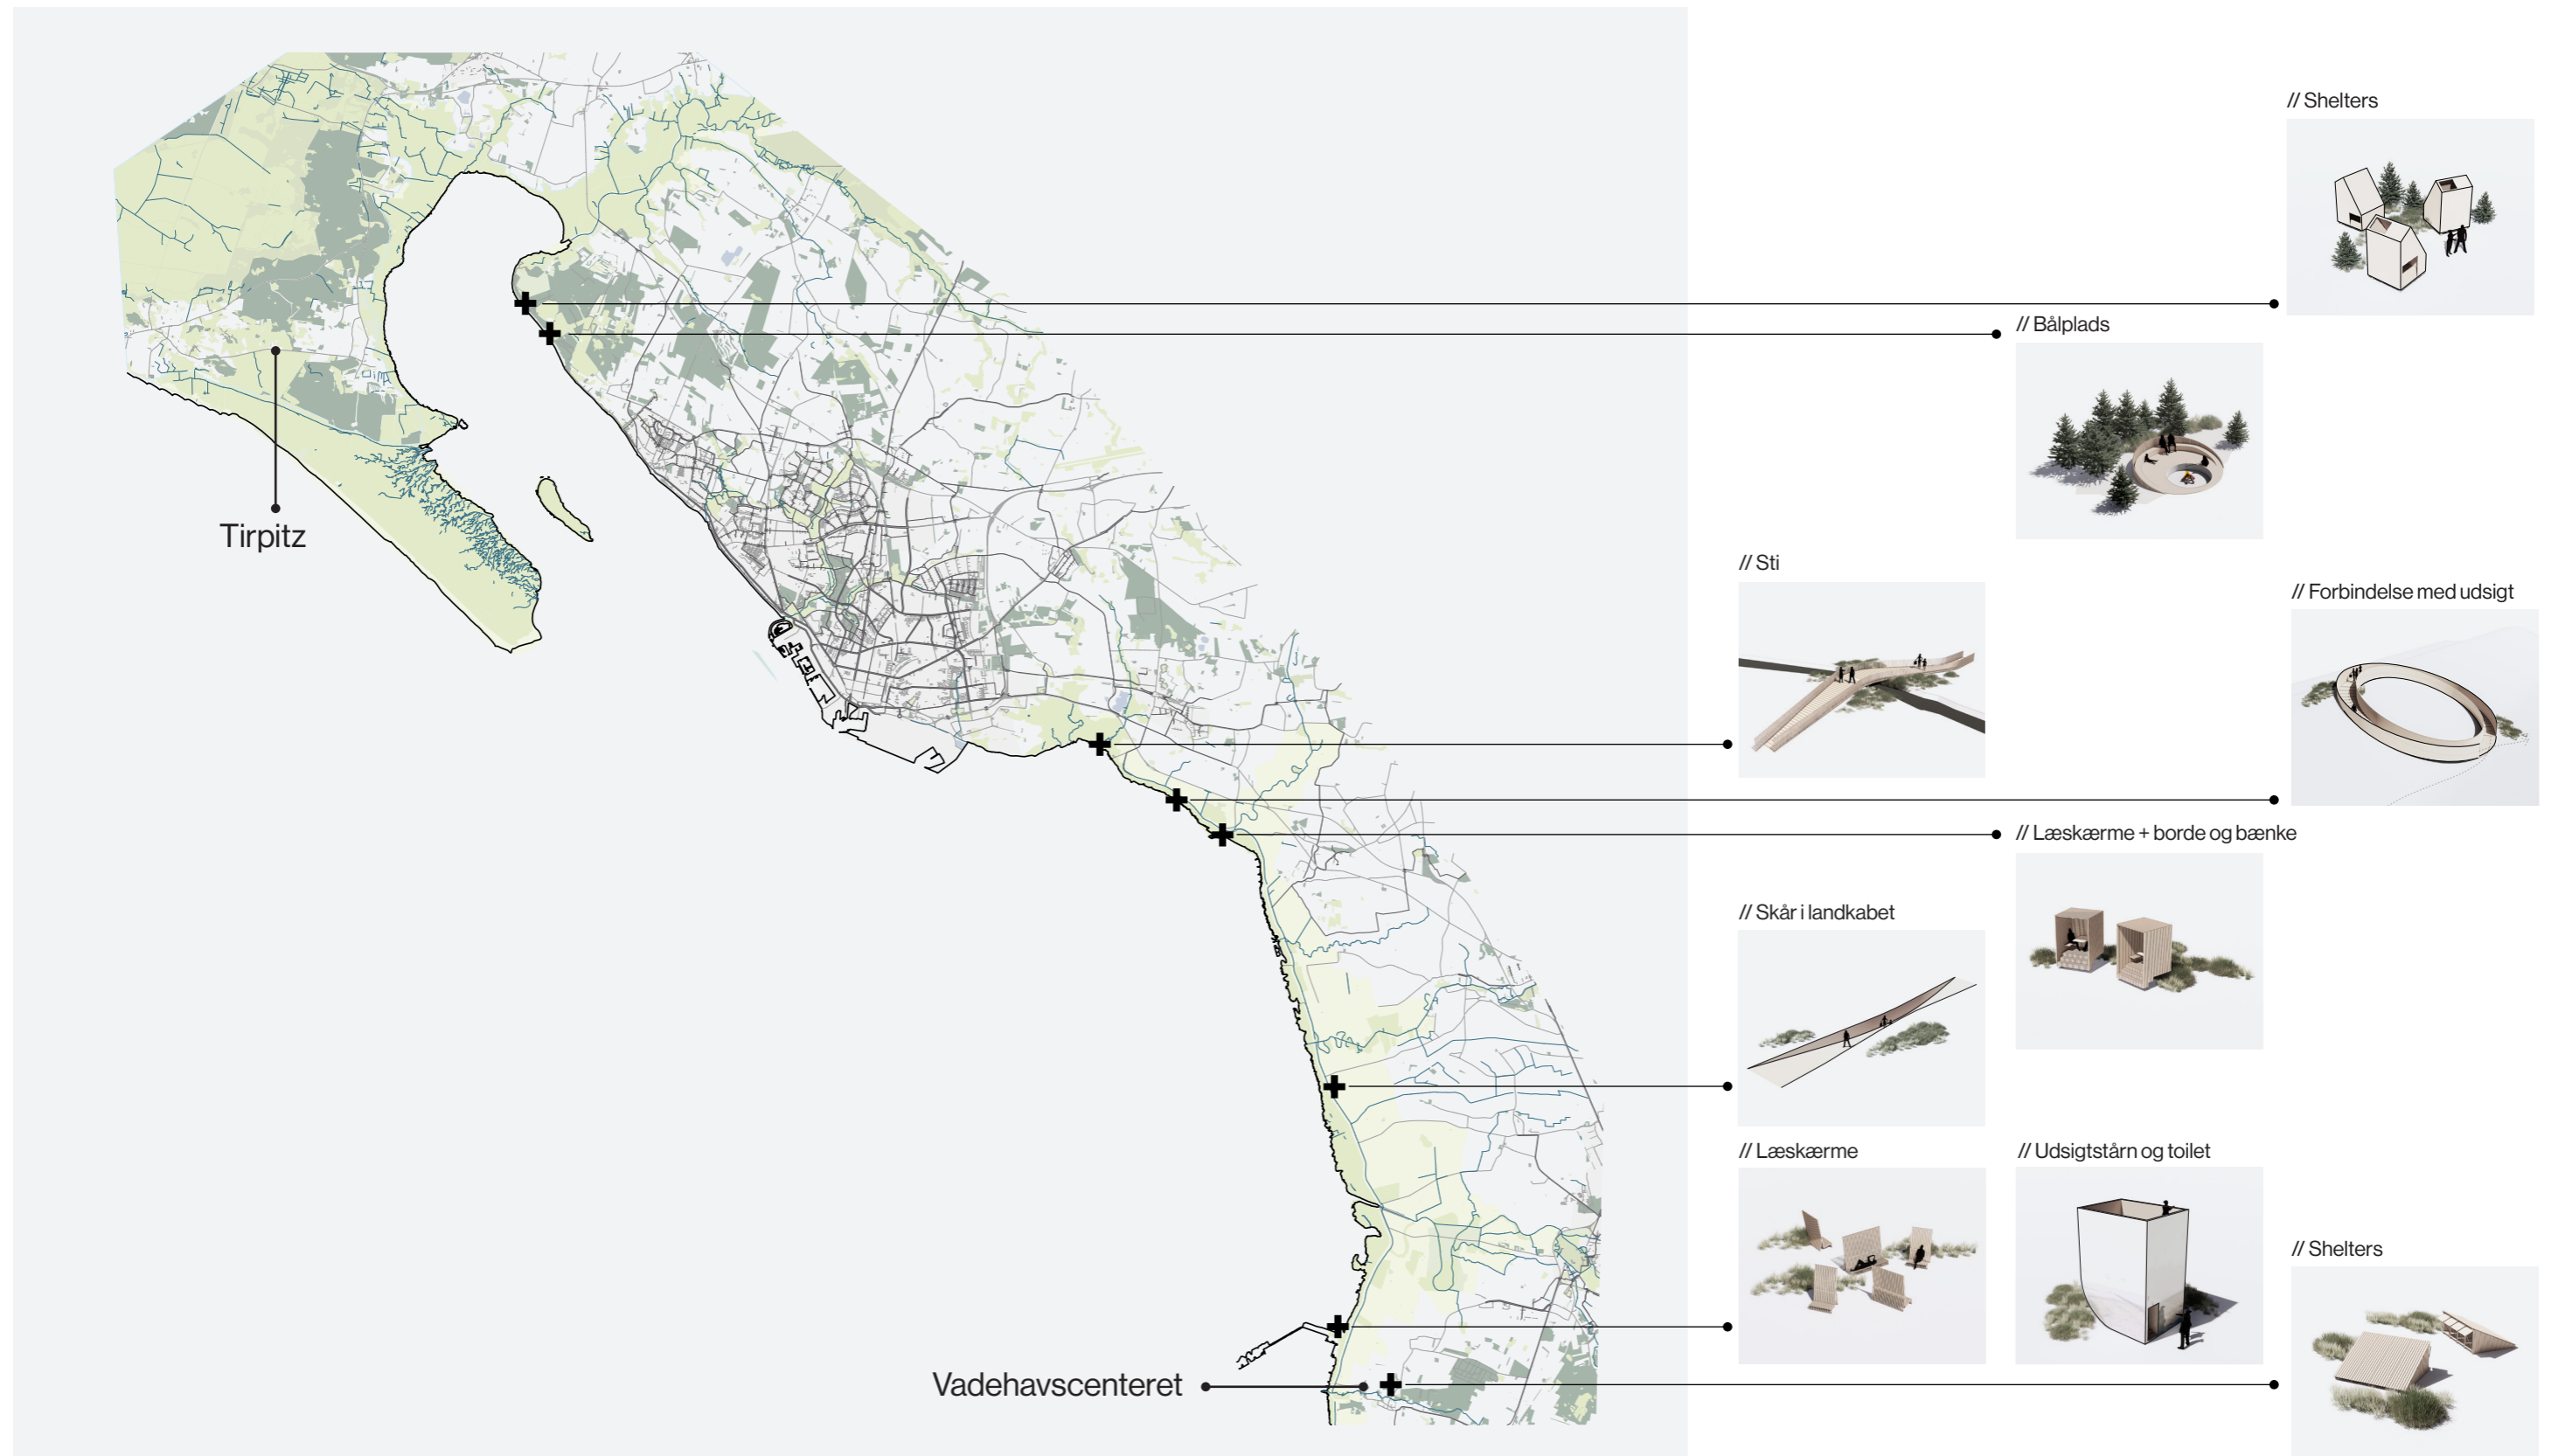 // Shelters
// Bålplads
Tirpitz
// Sti
// Forbindelse med udsigt
// Læskærme + borde og bænke
// Skår i landkabet
// Læskærme
// Udsigtstårn og toilet
// Shelters
Vadehavscenteret